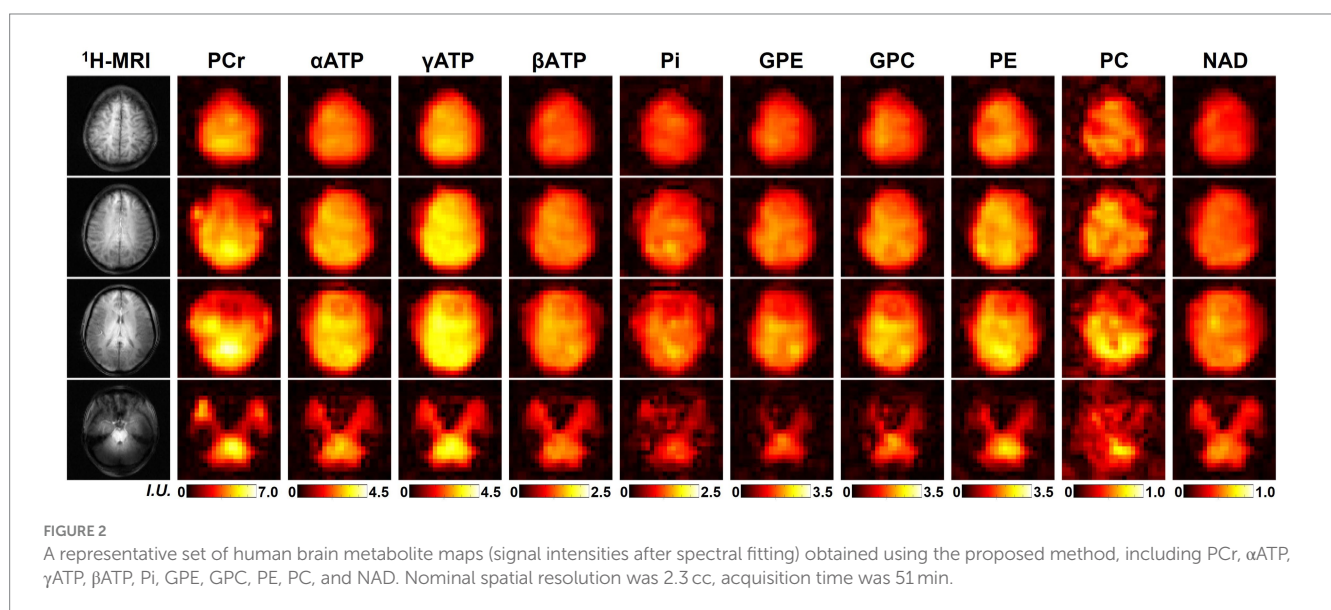 ¹H-MRI PCr αATP γATP βATP Pi GPE GPC PE PC NAD
I.U. 0 7.0 0 4.5 0 4.5 0 2.5 0 2.5 0 3.5 0 3.5 0 3.5 0 1.0 0 1.0
FIGURE 2
A representative set of human brain metabolite maps (signal intensities after spectral fitting) obtained using the proposed method, including PCr, αATP,
γATP, βATP, Pi, GPE, GPC, PE, PC, and NAD. Nominal spatial resolution was 2.3 cc, acquisition time was 51 min.